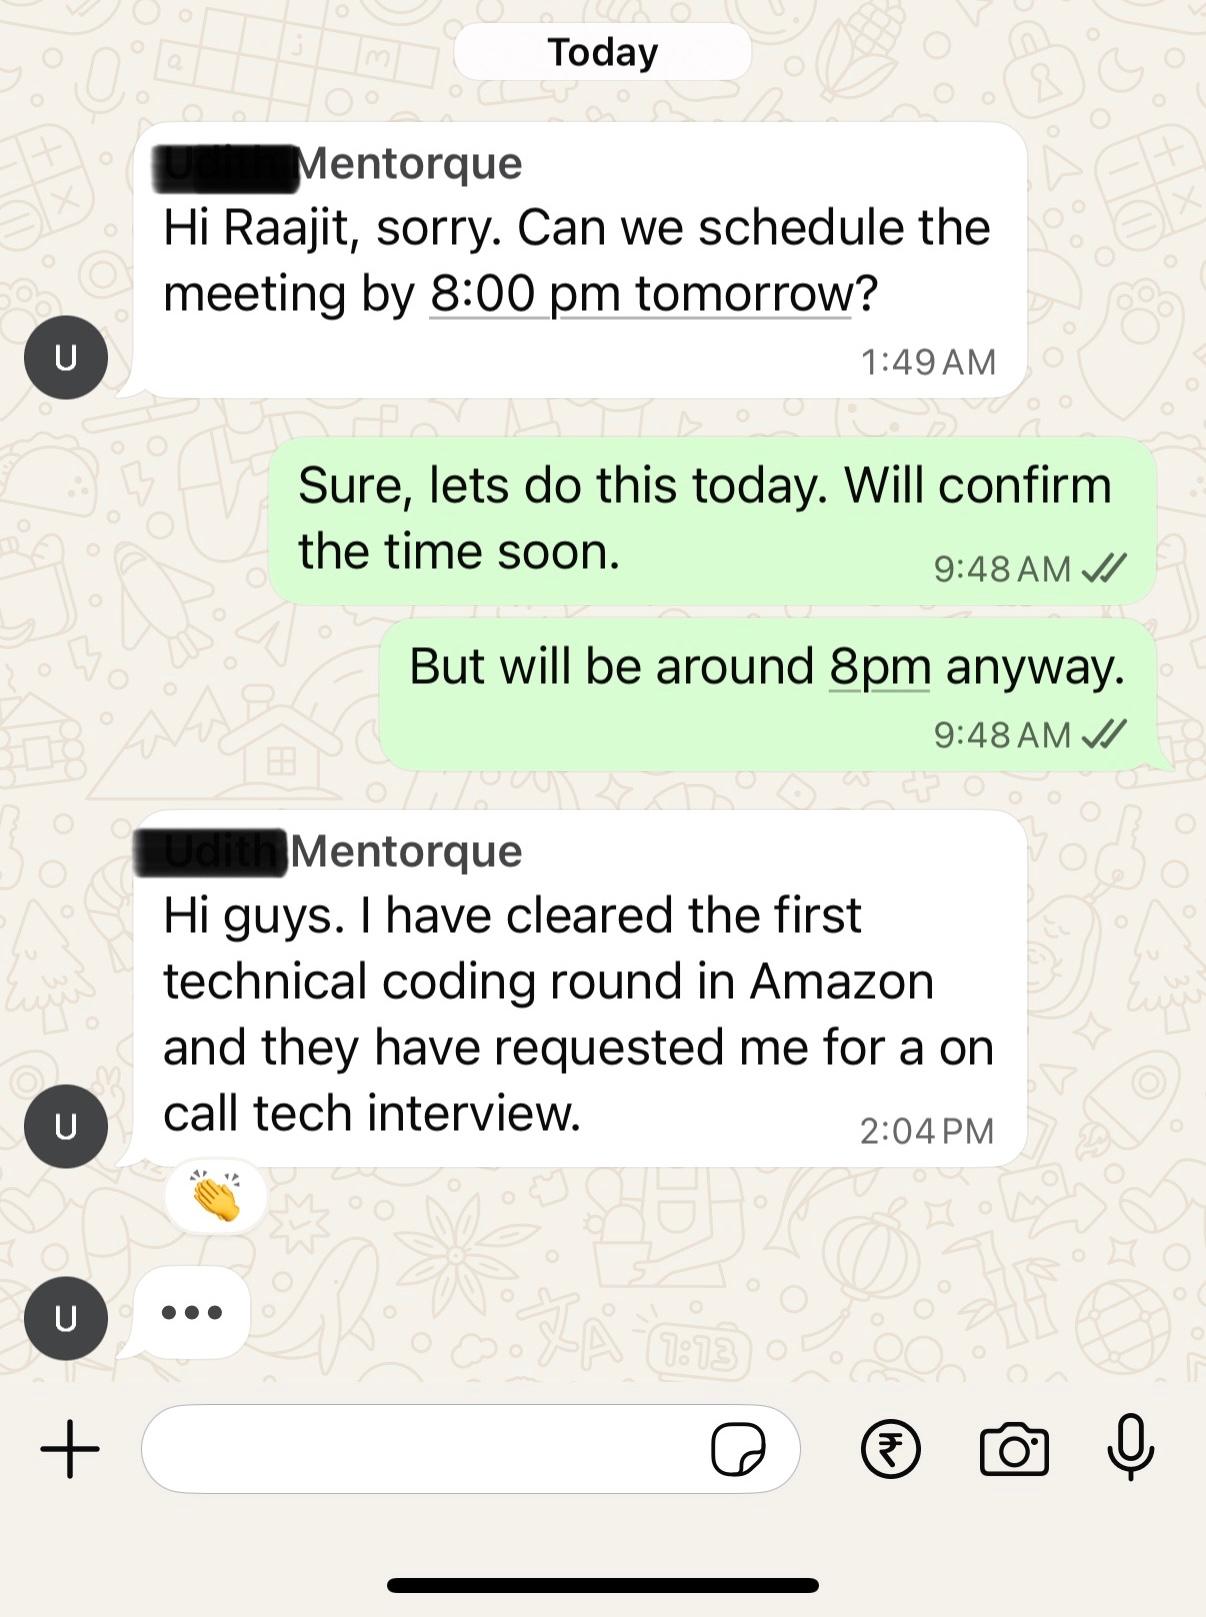 Today
Mentorque
Hi Raajit, sorry. Can we schedule the
meeting by 8:00 pm tomorrow?
1:49 AM
U
Sure, lets do this today. Will confirm
the time soon.
9:48 AM
But will be around 8pm anyway.
9:48 AM
Mentorque
Hi guys. I have cleared the first
technical coding round in Amazon
and they have requested me for a on
call tech interview.
2:04 PM
U
U